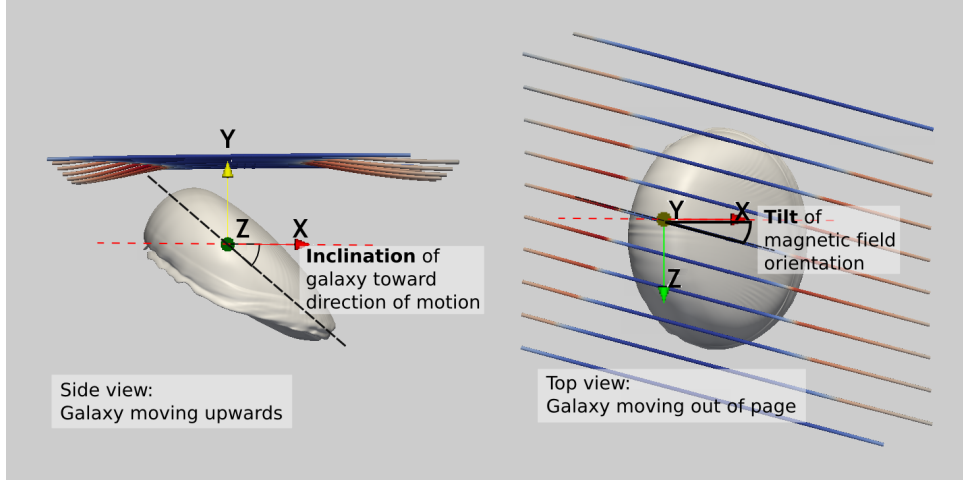 Y
Z
X
Inclination of
galaxy toward
direction of motion
Side view:
Galaxy moving upwards
Y
X
Z
Tilt of
magnetic field
orientation
Top view:
Galaxy moving out of page